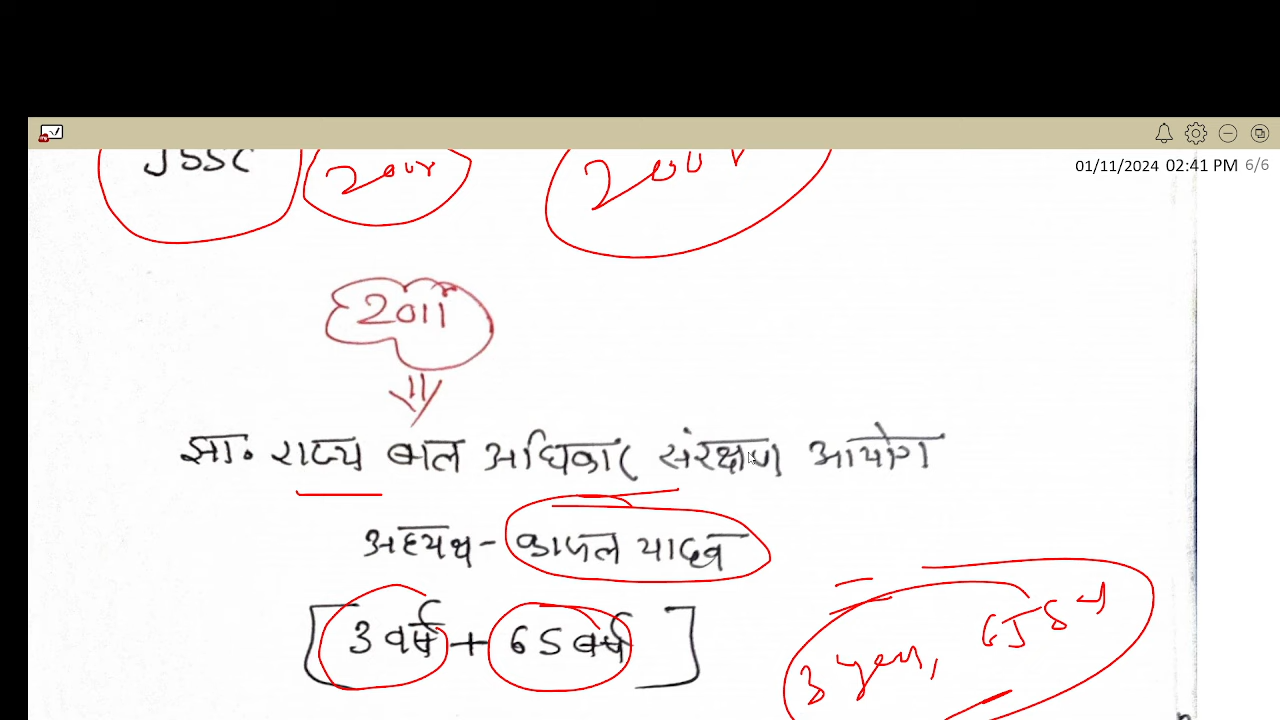 01/11/2024 02:41 PM 6/6
JSSC
2011
झा. राज्य बाल अधिकार संरक्षण आयोग
अध्यक्ष - काजल यादव
[3 वर्ष + 65 वर्ष]
3 year, 65